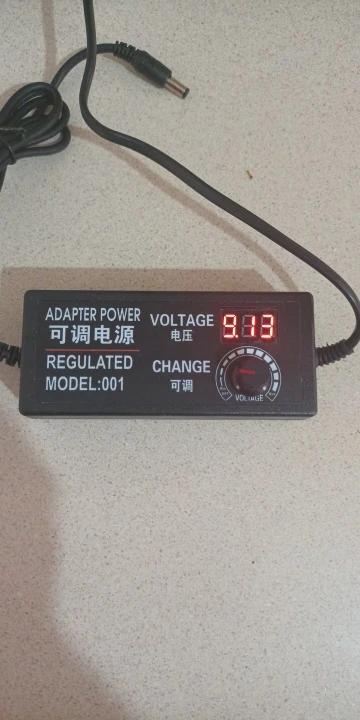 ADAPTER POWER
可调电源
REGULATED
MODEL:001
VOLTAGE
电压
9.13
CHANGE
可调
VOLTAGE